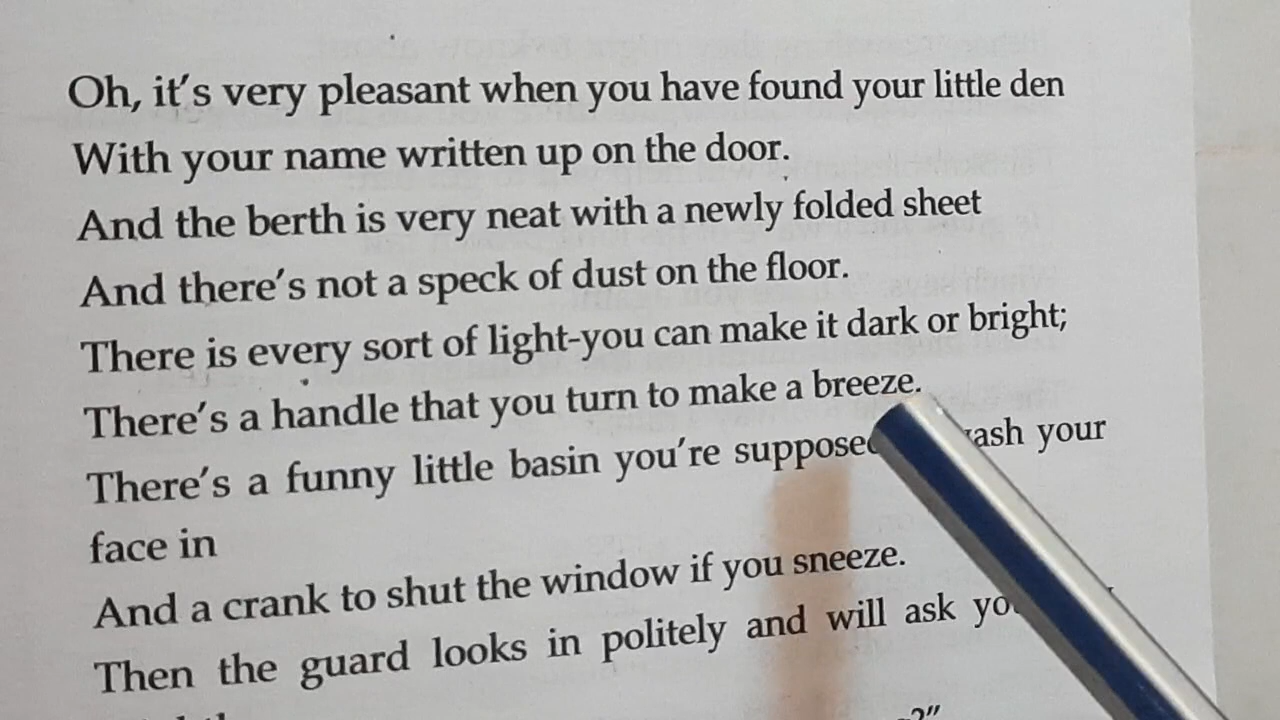 Oh, it's very pleasant when you have found your little den
With your name written up on the door.
And the berth is very neat with a newly folded sheet
And there's not a speck of dust on the floor.
There is every sort of light-you can make it dark or bright;
There's a handle that you turn to make a breeze.
There's a funny little basin you're your
face in
And a crank to shut the window if you sneeze.
Then the guard looks in politely and will ask